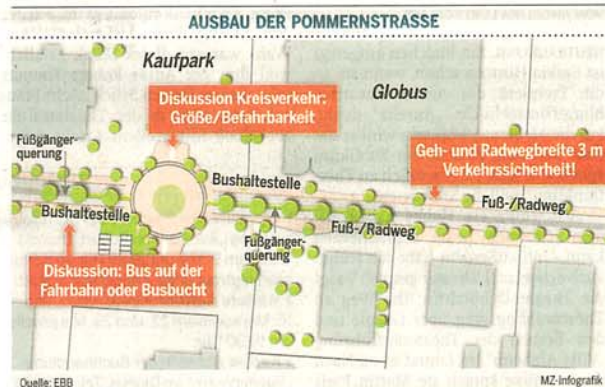 AUSBAU DER POMMERNSTRASSE
Kaufpark
Globus
Diskussion Kreisverkehr:
Größe/Befahrbarkeit
Fußgänger-
querung
Geh- und Radwegbreite 3 m
Verkehrssicherheit!
Bushaltestelle
Fuß-/Radweg
Bushaltestelle
Fuß-/Radweg
Fußgänger-
querung
Diskussion: Bus auf der
Fahrbahn oder Busbucht
Quelle: EBB
MZ-Infografik